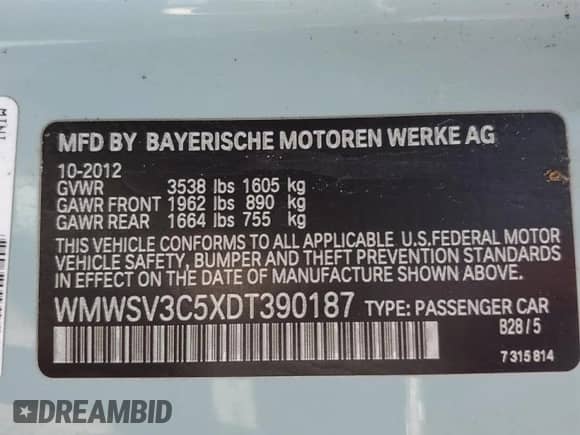 MFD BY BAYERISCHE MOTOREN WERKE AG
10-2012
GVWR 3538 lbs 1605 kg
GAWR FRONT 1962 lbs 890 kg
GAWR REAR 1664 lbs 755 kg
THIS VEHICLE CONFORMS TO ALL APPLICABLE U.S.FEDERAL MOTOR
VEHICLE SAFETY, BUMPER AND THEFT PREVENTION STANDARDS
IN EFFECT ON THE DATE OF MANUFACTURE SHOWN ABOVE.
WMWSV3C5XDT390187 TYPE: PASSENGER CAR
B28 / 5
7 315 814
MINI
DREAMBID